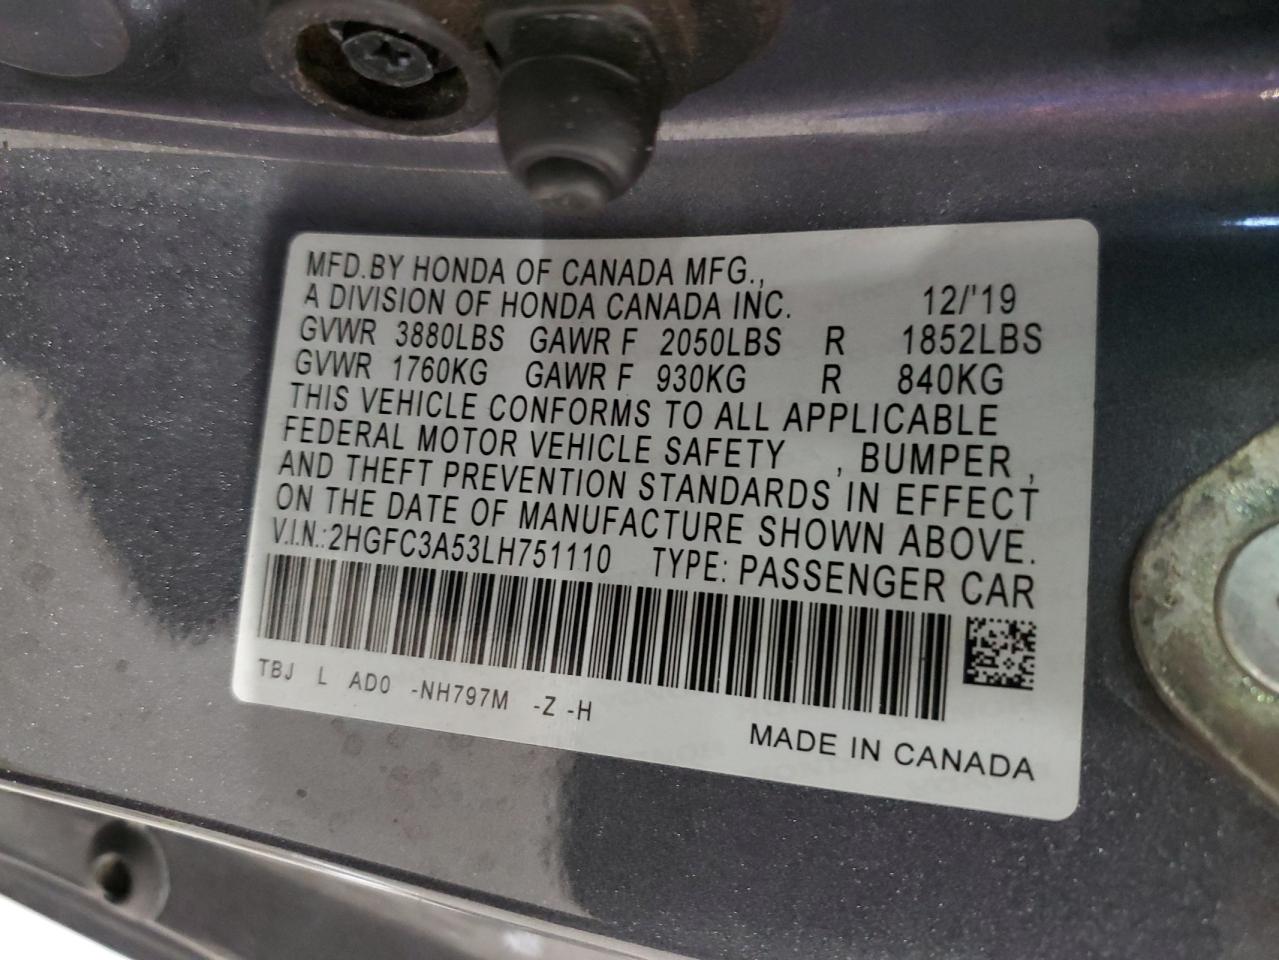 MFD.BY HONDA OF CANADA MFG.,
A DIVISION OF HONDA CANADA INC. 12/'19
GVWR 3880LBS GAWR F 2050LBS R 1852LBS
GVWR 1760KG GAWR F 930KG R 840KG
THIS VEHICLE CONFORMS TO ALL APPLICABLE
FEDERAL MOTOR VEHICLE SAFETY , BUMPER ,
AND THEFT PREVENTION STANDARDS IN EFFECT
ON THE DATE OF MANUFACTURE SHOWN ABOVE.
V.I.N.:2HGFC3A53LH751110 TYPE: PASSENGER CAR
TBJ L AD0 -NH797M -Z -H
MADE IN CANADA